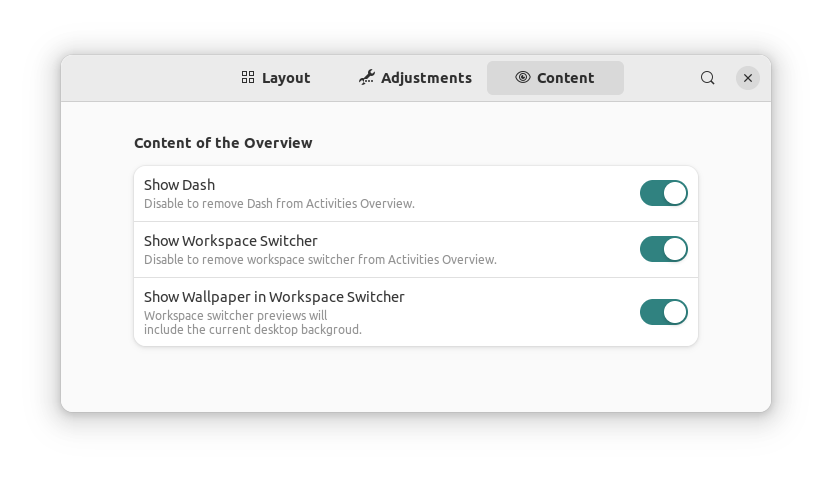 Layout
Adjustments
Content
Content of the Overview
Show Dash
Disable to remove Dash from Activities Overview.
Show Workspace Switcher
Disable to remove workspace switcher from Activities Overview.
Show Wallpaper in Workspace Switcher
Workspace switcher previews will
include the current desktop backgroud.